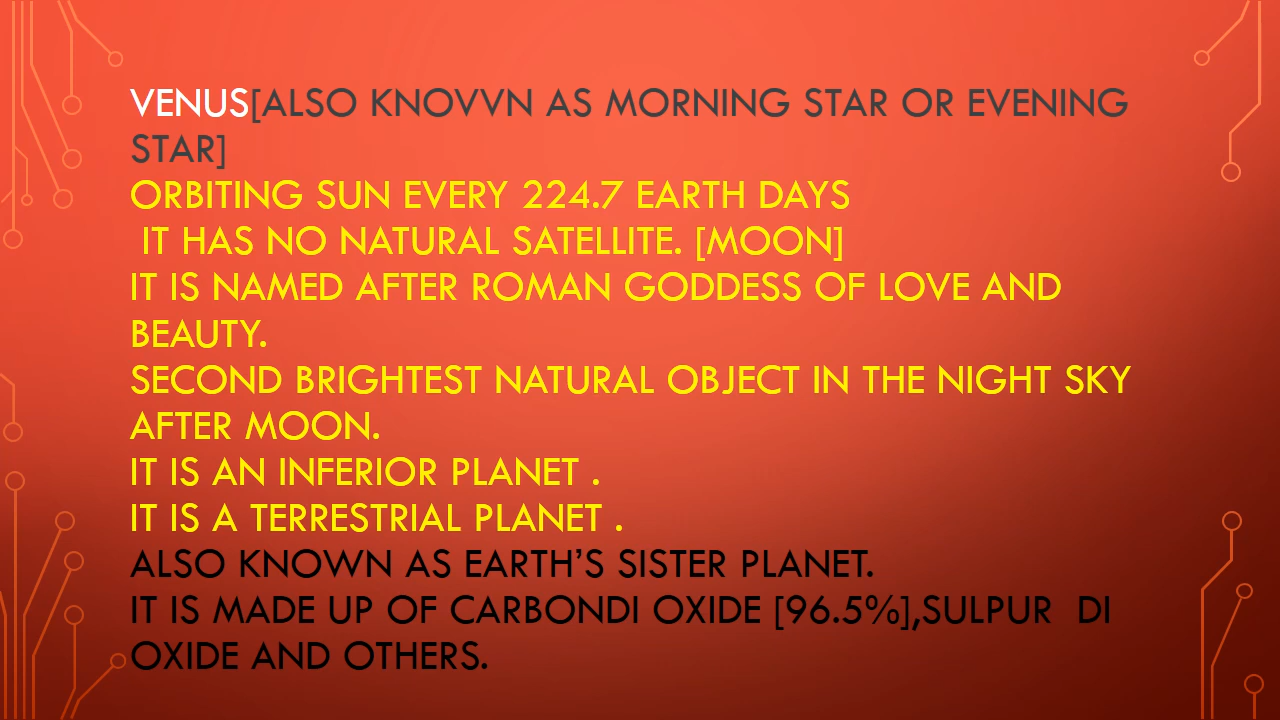 VENUS[ALSO KNOVVN AS MORNING STAR OR EVENING
STAR]
ORBITING SUN EVERY 224.7 EARTH DAYS
IT HAS NO NATURAL SATELLITE. [MOON]
IT IS NAMED AFTER ROMAN GODDESS OF LOVE AND
BEAUTY.
SECOND BRIGHTEST NATURAL OBJECT IN THE NIGHT SKY
AFTER MOON.
IT IS AN INFERIOR PLANET .
IT IS A TERRESTRIAL PLANET .
ALSO KNOWN AS EARTH’S SISTER PLANET.
IT IS MADE UP OF CARBONDI OXIDE [96.5%],SULPUR  DI
OXIDE AND OTHERS.